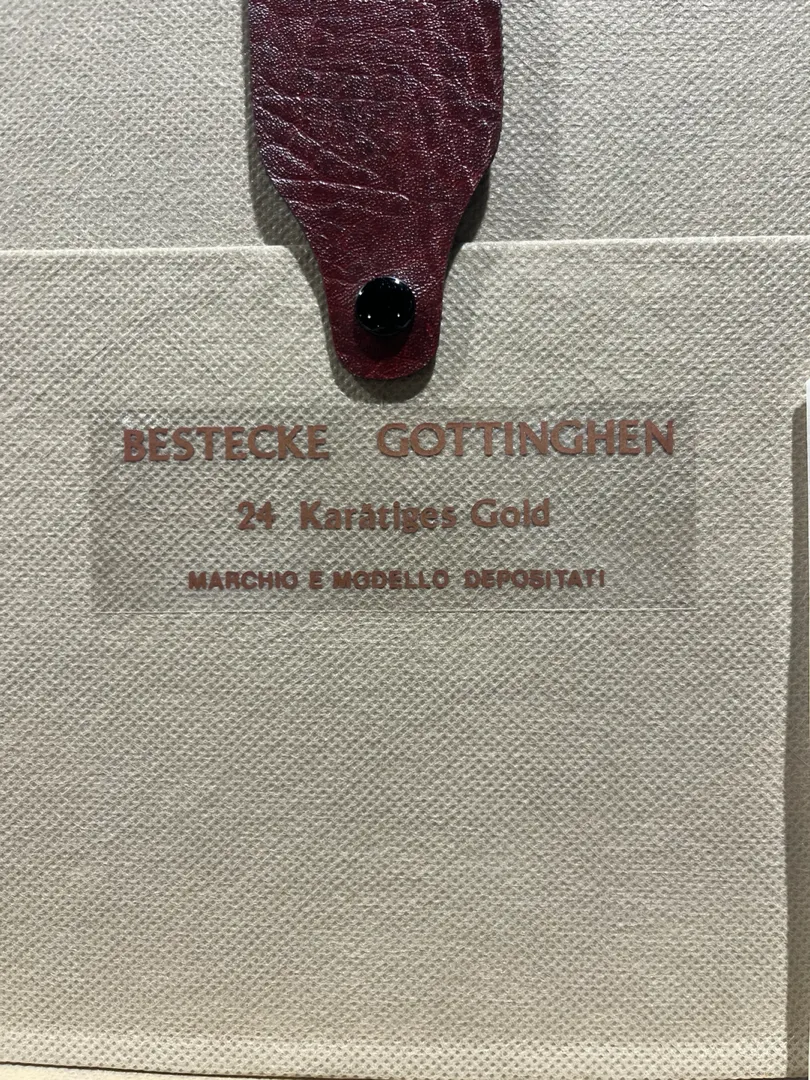 BESTECKE GOTTINGHEN
24 Karätiges Gold
MARCHIO E MODELLO DEPOSITATI